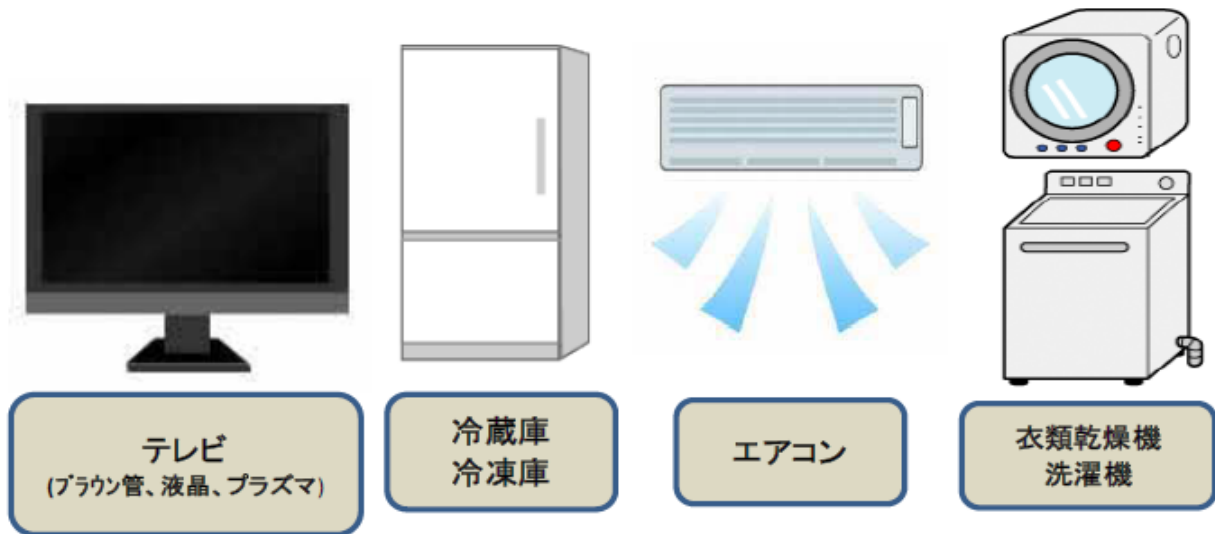 テレビ
(ブラウン管、液晶、プラズマ)
冷蔵庫
冷凍庫
エアコン
衣類乾燥機
洗濯機